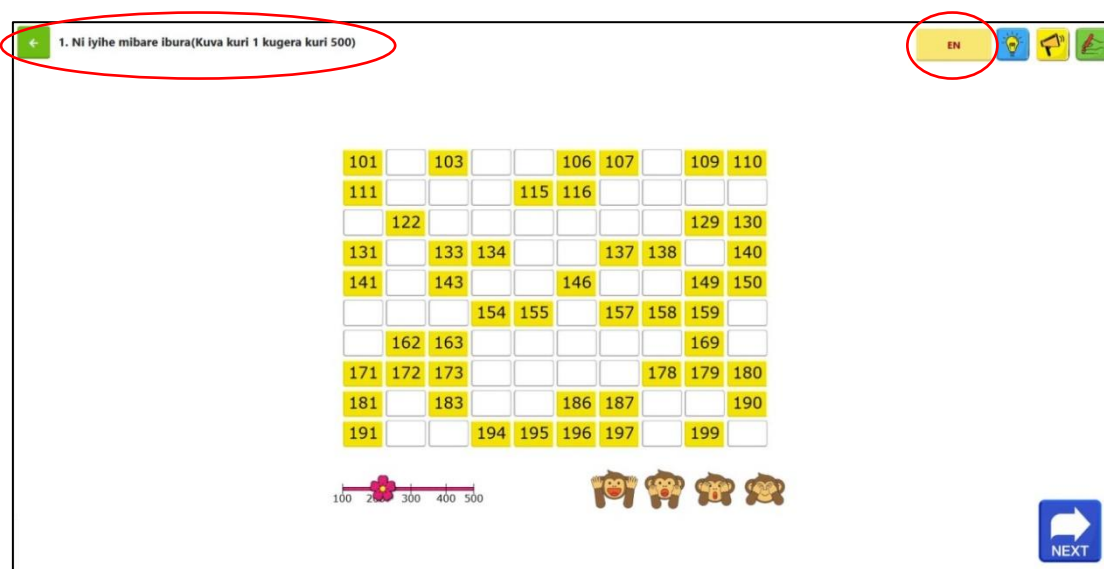 1. Ni iyihe mibare ibura(Kuva kuri 1 kugera kuri 500)
EN
101 103 106 107 109 110
111 115 116
122 129 130
131 133 134 137 138 140
141 143 146 149 150
154 155 157 158 159
162 163 169
171 172 173 178 179 180
181 183 186 187 190
191 194 195 196 197 199
100 300 400 500
NEXT